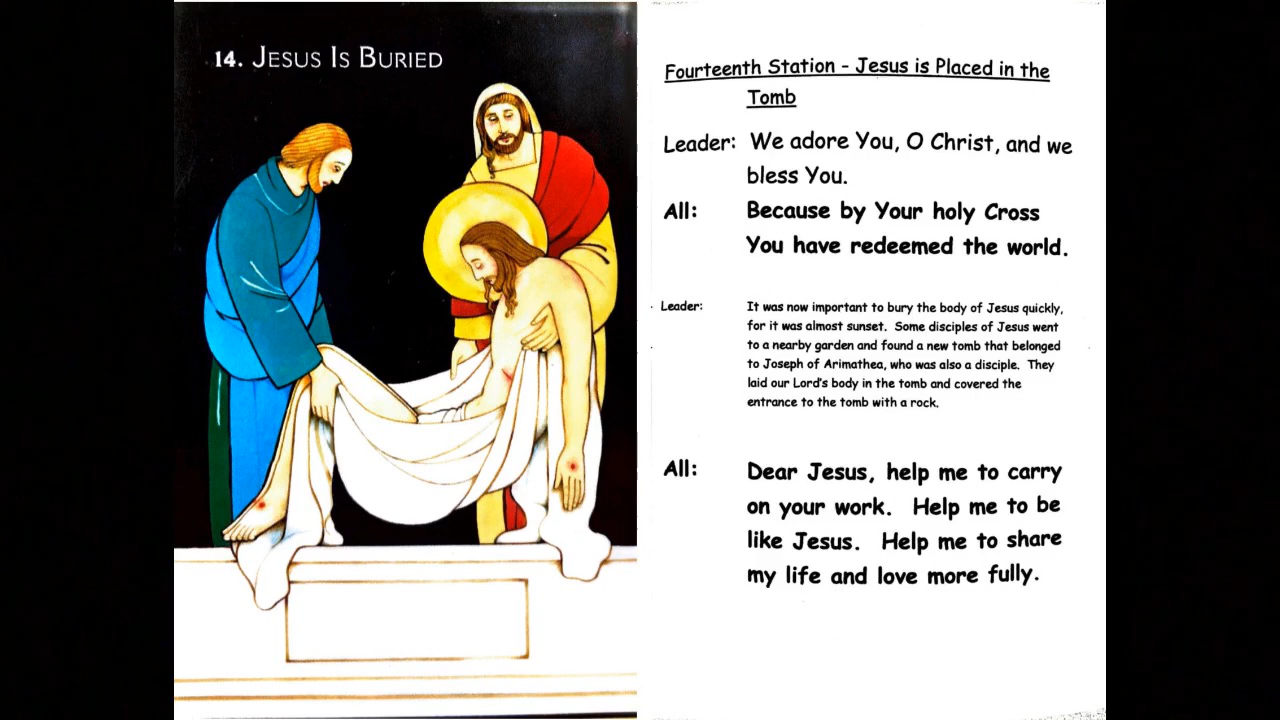 14. JESUS IS BURIED
Fourteenth Station - Jesus is Placed in the
Tomb
Leader: We adore You, O Christ, and we
bless You.
All: Because by Your holy Cross
You have redeemed the world.
Leader: It was now important to bury the body of Jesus quickly,
for it was almost sunset. Some disciples of Jesus went
to a nearby garden and found a new tomb that belonged
to Joseph of Arimathea, who was also a disciple. They
laid our Lord's body in the tomb and covered the
entrance to the tomb with a rock.
All: Dear Jesus, help me to carry
on your work. Help me to be
like Jesus. Help me to share
my life and love more fully.